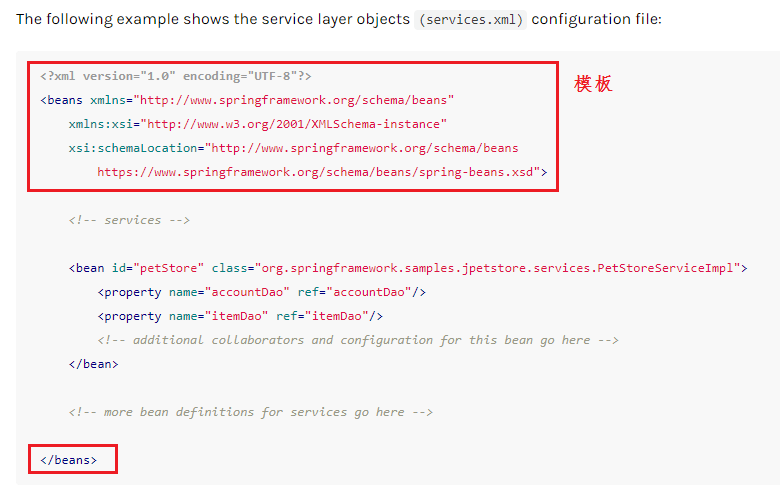 The following example shows the service layer objects (services.xml) configuration file:
<?xml version="1.0" encoding="UTF-8"?>
模板
<beans xmlns="http://www.springframework.org/schema/beans"
xmlns:xsi="http://www.w3.org/2001/XMLSchema-instance"
xsi:schemaLocation="http://www.springframework.org/schema/beans
https://www.springframework.org/schema/beans/spring-beans.xsd">
<!-- services -->
<bean id="petStore" class="org.springframework.samples.jpetstore.services.PetStoreServiceImpl">
<property name="accountDao" ref="accountDao"/>
<property name="itemDao" ref="itemDao"/>
<!-- additional collaborators and configuration for this bean go here -->
</bean>
<!-- more bean definitions for services go here -->
</beans>